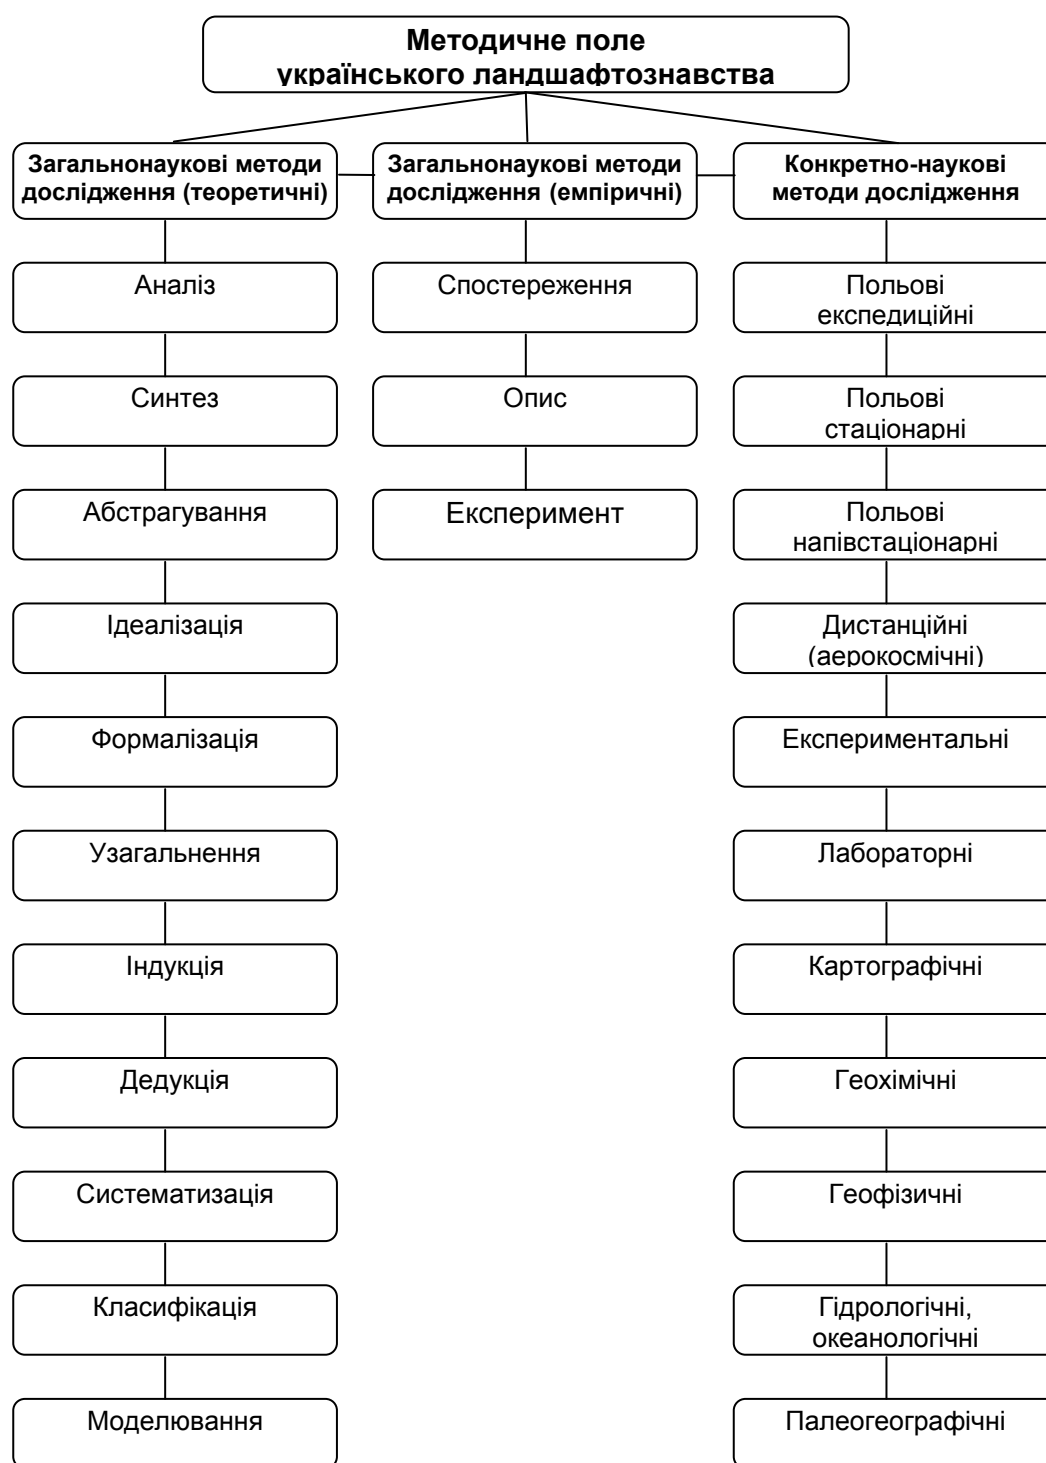 Методичне поле
українського ландшафтознавства
Загальнонаукові методи
дослідження (теоретичні)
Загальнонаукові методи
дослідження (емпіричні)
Конкретно-наукові
методи дослідження
Аналіз
Синтез
Абстрагування
Ідеалізація
Формалізація
Узагальнення
Індукція
Дедукція
Систематизація
Класифікація
Моделювання
Спостереження
Опис
Експеримент
Польові
експедиційні
Польові
стаціонарні
Польові
напівстаціонарні
Дистанційні
(аерокосмічні)
Експериментальні
Лабораторні
Картографічні
Геохімічні
Геофізичні
Гідрологічні,
океанологічні
Палеогеографічні